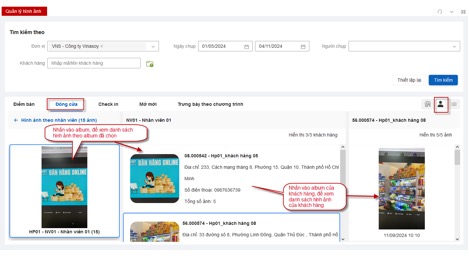 Quản lý hình ảnh
Tìm kiếm theo
Đơn vị
VNS - Công ty Vinasoy ×
Ngày chụp
01/05/2024
04/11/2024
Người chụp
Khách hàng
Nhập mã/tên khách hàng
Thiết lập lại
Tìm kiếm
Điểm bán
Đóng cửa
Check in
Mở mới
Trưng bày theo chương trình
← Hình ảnh theo nhân viên (15 ảnh)
NV01 - Nhân viên 01
56.000874 - Hp01_khách hàng 08
Nhấn vào album, để xem danh sách hình ảnh theo album đã chọn
Hiển thị 3/3 khách hàng
Hiển thị 5/5 ảnh
56.000842 - Hp01_khách hàng 08
Địa chỉ: 233, Cách mạng tháng 8, Phường 15, Quận 10, Thành phố Hồ Chí Minh
Số điện thoại: 0987636739
Tổng số ảnh: 5
Nhấn vào album của khách hàng, để xem danh sách hình ảnh của khách hàng
BÁN HÀNG ONLINE
HP01 - NV01 - Nhân viên 01 (15)
56.000874 - Hp01_khách hàng 08
Địa chỉ: 33 đường số 6, Phường Linh Đông, Quận Thủ Đức, Thành phố Hồ
11/09/2024 10:10